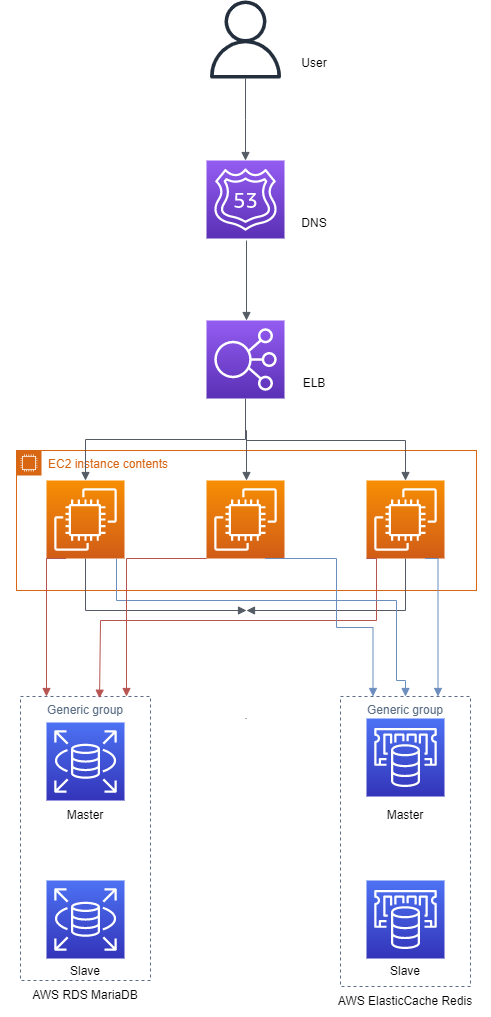 User
53
DNS
ELB
EC2 instance contents
Generic group
Generic group
Master
Master
Slave
Slave
AWS RDS MariaDB
AWS ElasticCache Redis